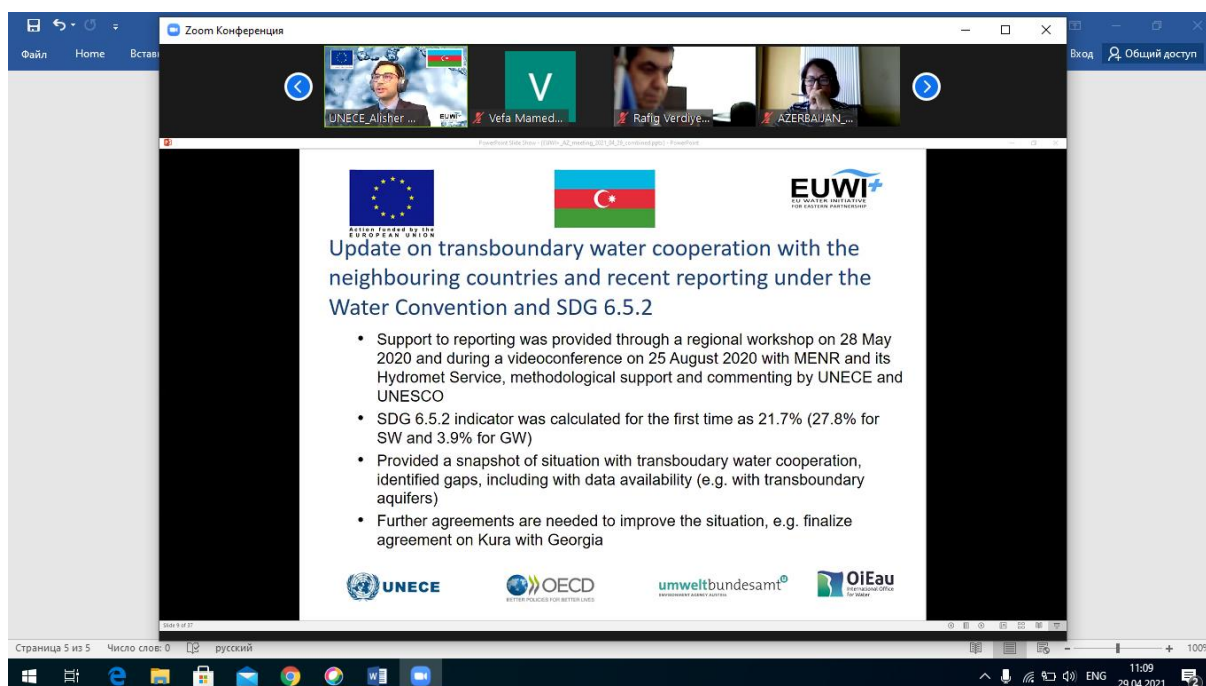 Zoom Конференция
Файл Home Встав
Вход Общий доступ
UNECE_Alisher ...
EUWI+
V
Vefa Mamed...
Rafig Verdiye...
AZERBAIJAN_...
Action funded by the
EUROPEAN UNION
EUWI+
EU WATER INITIATIVE
FOR EASTERN PARTNERSHIP
Update on transboundary water cooperation with the
neighbouring countries and recent reporting under the
Water Convention and SDG 6.5.2
• Support to reporting was provided through a regional workshop on 28 May
2020 and during a videoconference on 25 August 2020 with MENR and its
Hydromet Service, methodological support and commenting by UNECE and
UNESCO
• SDG 6.5.2 indicator was calculated for the first time as 21.7% (27.8% for
SW and 3.9% for GW)
• Provided a snapshot of situation with transboudary water cooperation,
identified gaps, including with data availability (e.g. with transboundary
aquifers)
• Further agreements are needed to improve the situation, e.g. finalize
agreement on Kura with Georgia
UNECE
OECD
BETTER POLICIES FOR BETTER LIVES
umweltbundesamt
ENVIRONMENT AGENCY AUSTRIA
OiEau
International Office
for Water
Slide 9 of 37
Страница 5 из 5 Число слов: 0 русский
100%
ENG
11:09
29.04.2021